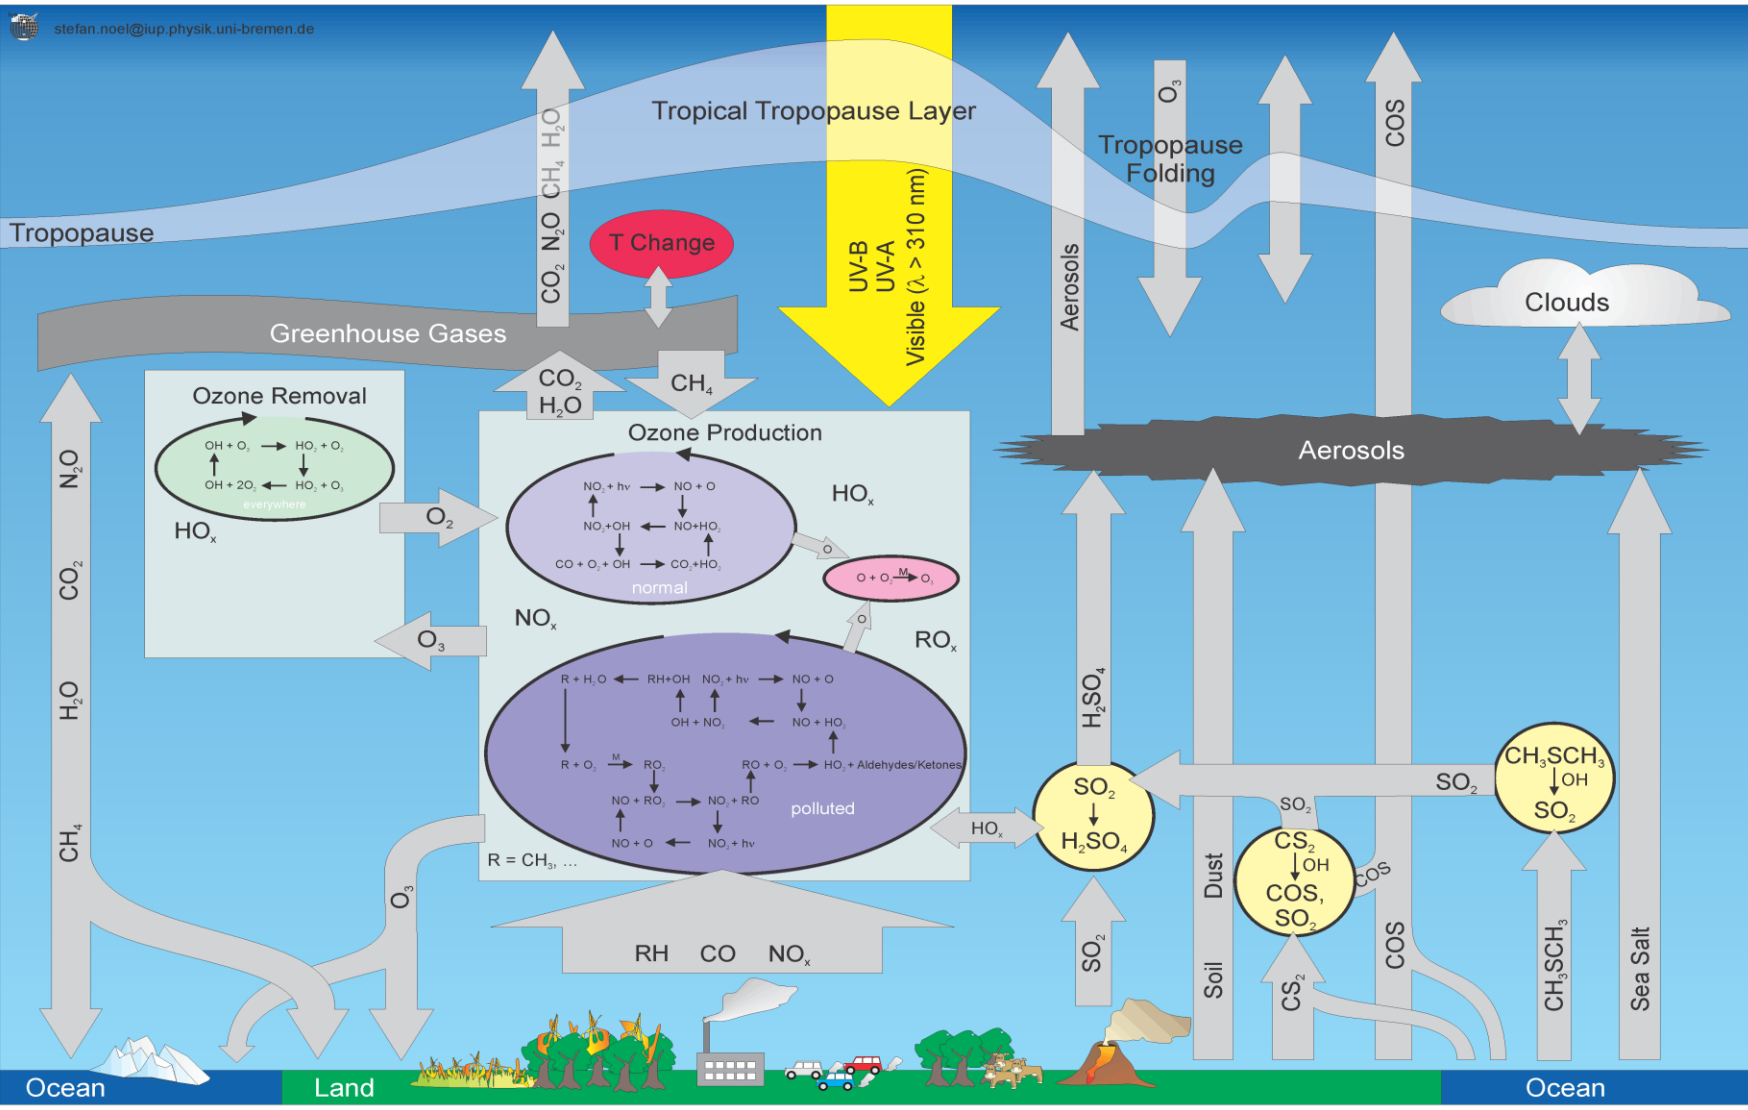 stefan.noel@iup.physik.uni-bremen.de
Tropical Tropopause Layer
Tropopause
Folding
Tropopause
CO₂ N₂O CH₄ H₂O
T Change
UV-B
UV-A
Visible (λ > 310 nm)
Aerosols
O₃
COS
Clouds
Greenhouse Gases
CO₂
H₂O
CH₄
CH₄ H₂O CO₂ N₂O
Ozone Removal
OH + O₂ HO₂ + O₂
OH + 2O₂ HO₂ + O₃
everywhere
HOₓ
O₂
O₃
Ozone Production
NO₂ + hν NO + O
NO₂+OH NO+HO₂
CO + O₂ + OH CO₂+HO₂
normal
HOₓ
O
O + O₂ M O₃
O
NOₓ
ROₓ
R + H₂O RH+OH NO₂ + hν NO + O
OH + NO₂ NO + HO₂
R + O₂ M RO₂ RO + O₂ HO₂ + Aldehydes/Ketones
NO + RO₂ NO₂ + RO
polluted
NO + O NO₂ + hν
R = CH₃, ...
O₃
RH CO NOₓ
HOₓ
Aerosols
H₂SO₄
SO₂
H₂SO₄
SO₂
Soil Dust
SO₂
CS₂
OH
COS,
SO₂
COS
CS₂
COS
SO₂
CH₃SCH₃
OH
SO₂
CH₃SCH₃
Sea Salt
Ocean
Land
Ocean